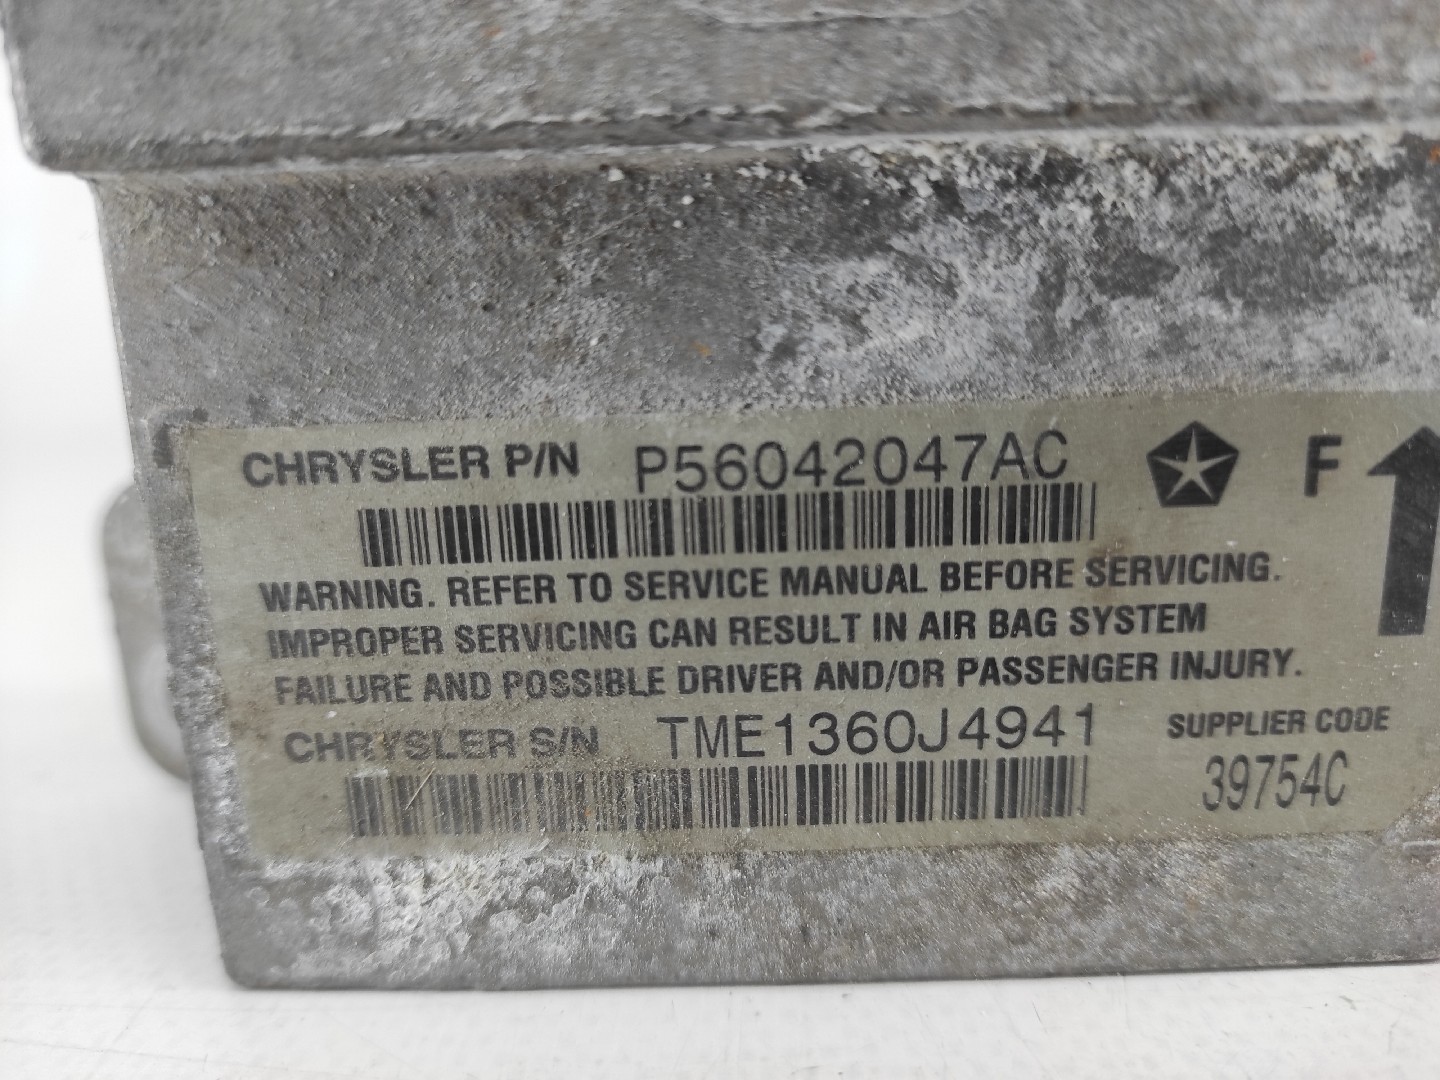 CHRYSLER P/N P56042047AC F
WARNING. REFER TO SERVICE MANUAL BEFORE SERVICING.
IMPROPER SERVICING CAN RESULT IN AIR BAG SYSTEM
FAILURE AND POSSIBLE DRIVER AND/OR PASSENGER INJURY.
CHRYSLER S/N TME1360J4941 SUPPLIER CODE
39754C